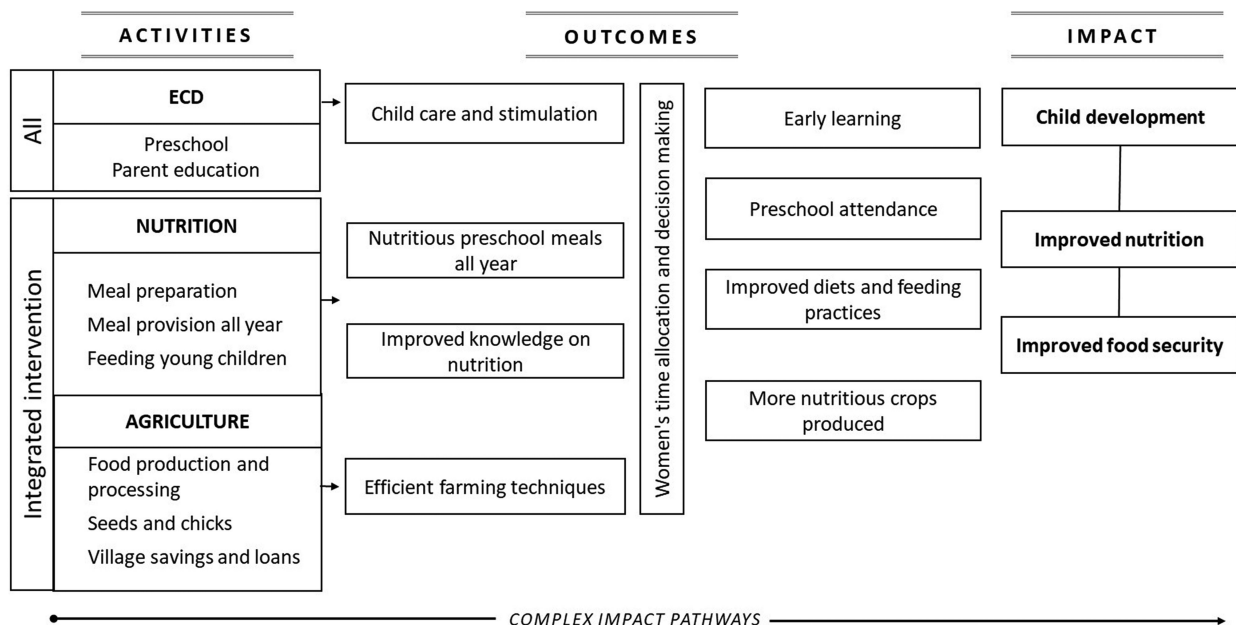 ACTIVITIES
OUTCOMES
IMPACT
All
ECD
Preschool
Parent education
Integrated intervention
NUTRITION
Meal preparation
Meal provision all year
Feeding young children
AGRICULTURE
Food production and
processing
Seeds and chicks
Village savings and loans
Child care and stimulation
Nutritious preschool meals
all year
Improved knowledge on
nutrition
Efficient farming techniques
Women's time allocation and decision making
Early learning
Preschool attendance
Improved diets and feeding
practices
More nutritious crops
produced
Child development
Improved nutrition
Improved food security
COMPLEX IMPACT PATHWAYS